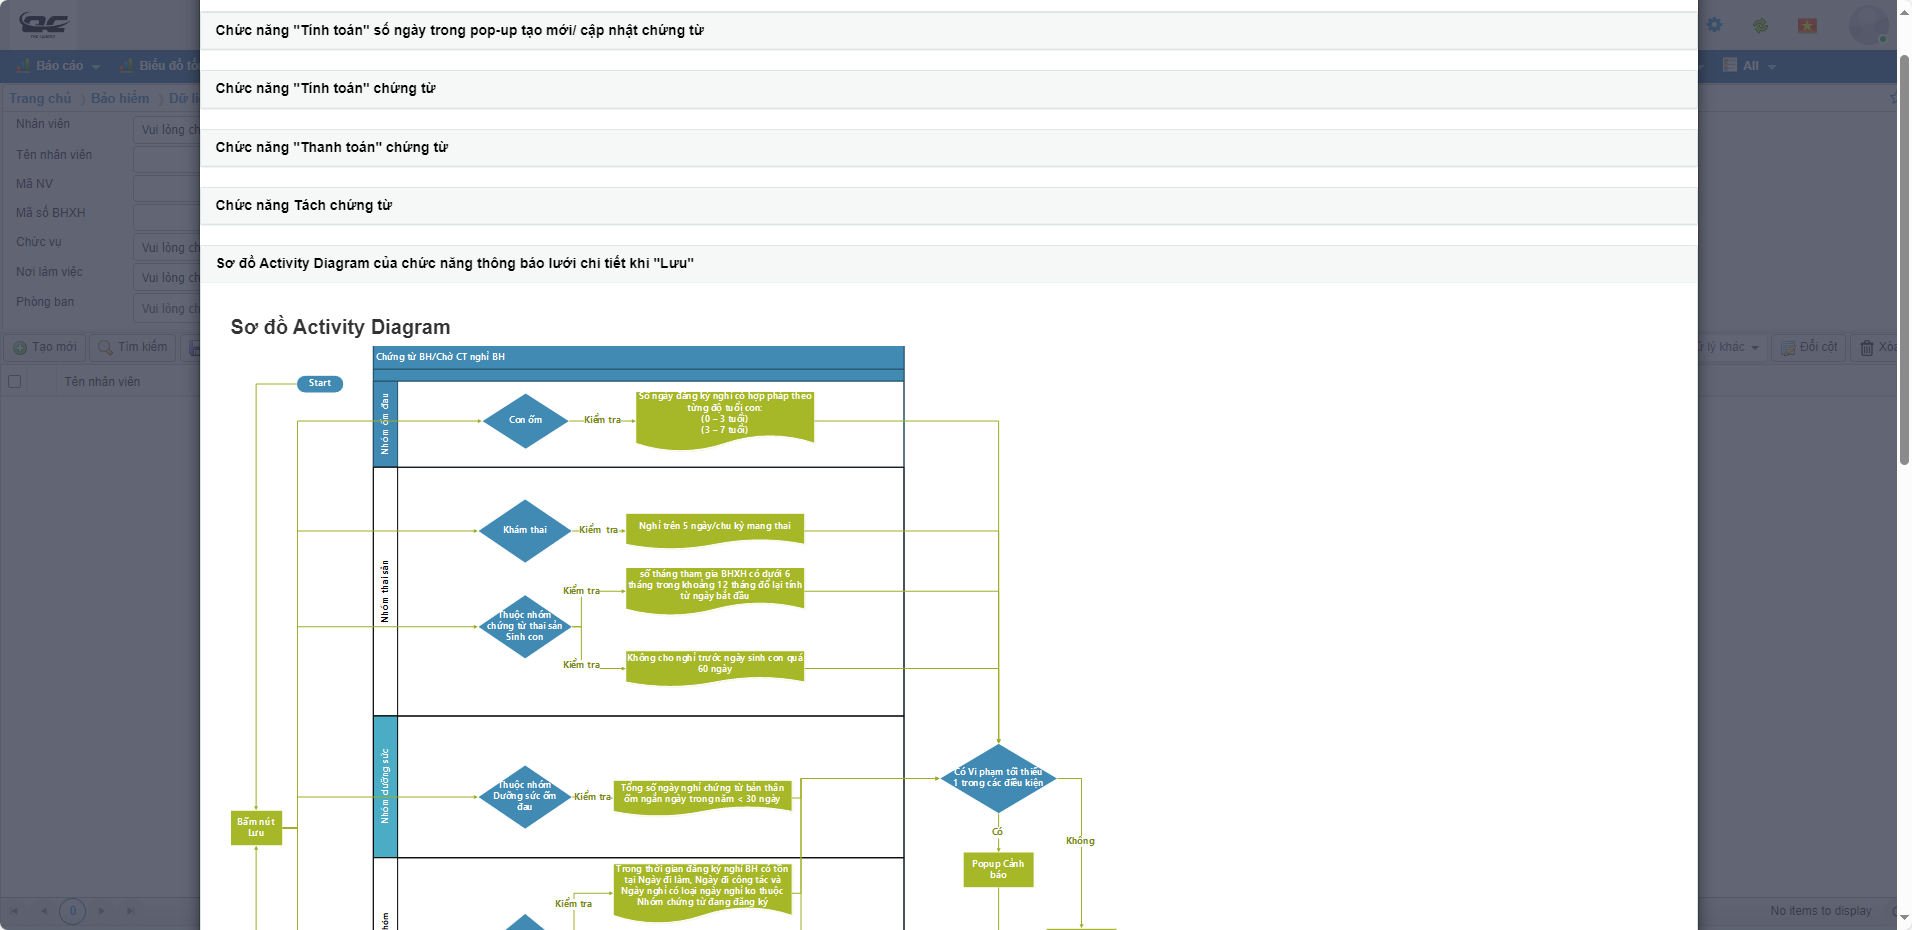 Chức năng "Tính toán" số ngày trong pop-up tạo mới/ cập nhật chứng từ
Báo cáo
Biểu đồ
All
Chức năng "Tính toán" chứng từ
Trang chủ
Bảo hiểm
Nhân viên
Vui lòng
Chức năng "Thanh toán" chứng từ
Tên nhân viên
Mã NV
Chức năng Tách chứng từ
Mã số BHXH
Chức vụ
Vui lòng
Sơ đồ Activity Diagram của chức năng thông báo lưới chi tiết khi "Lưu"
Nơi làm việc
Vui lòng
Phòng ban
Vui lòng
Sơ đồ Activity Diagram
Tạo mới
Tìm kiếm
lý khác
Đổi cột
Tên nhân viên
Chứng từ BH/Chờ CT nghỉ BH
Start
Nhóm ốm đau
Con ốm
Kiểm tra
Số ngày đăng ký nghỉ có hợp pháp theo
từng độ tuổi con:
(0 – 3 tuổi)
(3 – 7 tuổi)
Nhóm thai sản
Khám thai
Kiểm tra
Nghỉ trên 5 ngày/chu kỳ mang thai
Thuộc nhóm
chứng từ thai sản
Sinh con
Kiểm tra
số tháng tham gia BHXH có dưới 6
tháng trong khoảng 12 tháng đổ lại tính
từ ngày bắt đầu
Kiểm tra
Không cho nghỉ trước ngày sinh con quá
60 ngày
Nhóm dưỡng sức
Thuộc nhóm
Dưỡng sức ốm
đau
Kiểm tra
Tổng số ngày nghỉ chứng từ bản thân
ốm ngắn ngày trong năm < 30 ngày
Có Vi phạm tối thiểu
1 trong các điều kiện
Bấm nút
Lưu
Có
Không
Popup Cảnh
báo
Kiểm tra
Trong thời gian đăng ký nghỉ BH có tồn
tại Ngày đi làm, Ngày đi công tác và
Ngày nghỉ có loại ngày nghỉ ko thuộc
Nhóm chứng từ đang đăng ký
nhóm
0
No items to display